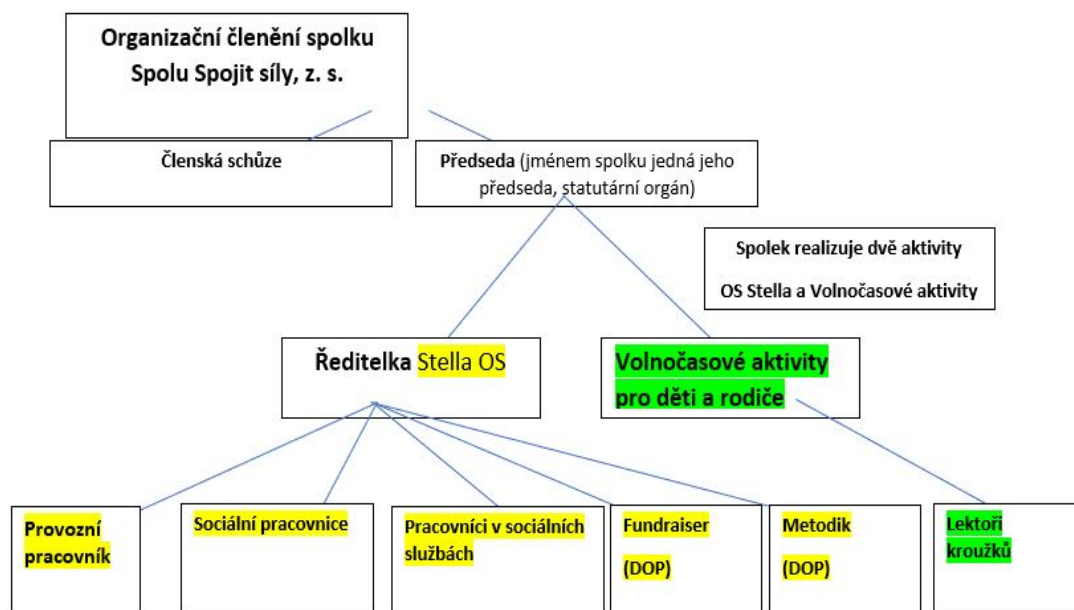 Organizační členění spolku
Spolu Spojit síly, z. s.
Členská schůze
Předseda (jménem spolku jedná jeho
předseda, statutární orgán)
Spolek realizuje dvě aktivity
OS Stella a Volnočasové aktivity
Ředitelka Stella OS
Volnočasové aktivity
pro děti a rodiče
Provozní
pracovník
Sociální pracovnice
Pracovníci v sociálních
službách
Fundraiser
(DOP)
Metodik
(DOP)
Lektoři
kroužků